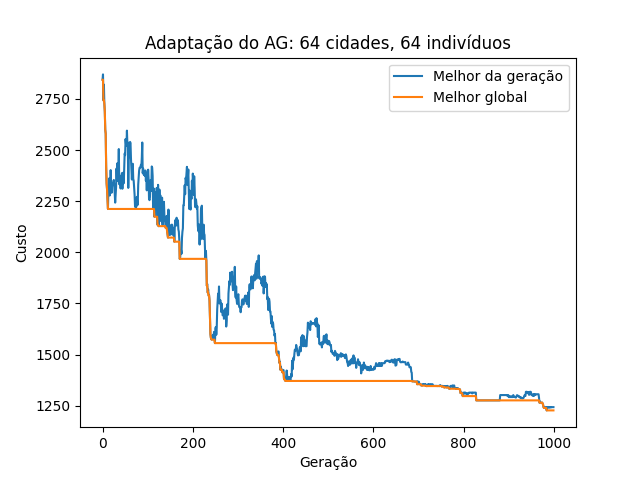 Adaptação do AG: 64 cidades, 64 indivíduos
Melhor da geração
Melhor global
Custo
2750
2500
2250
2000
1750
1500
1250
0 200 400 600 800 1000
Geração